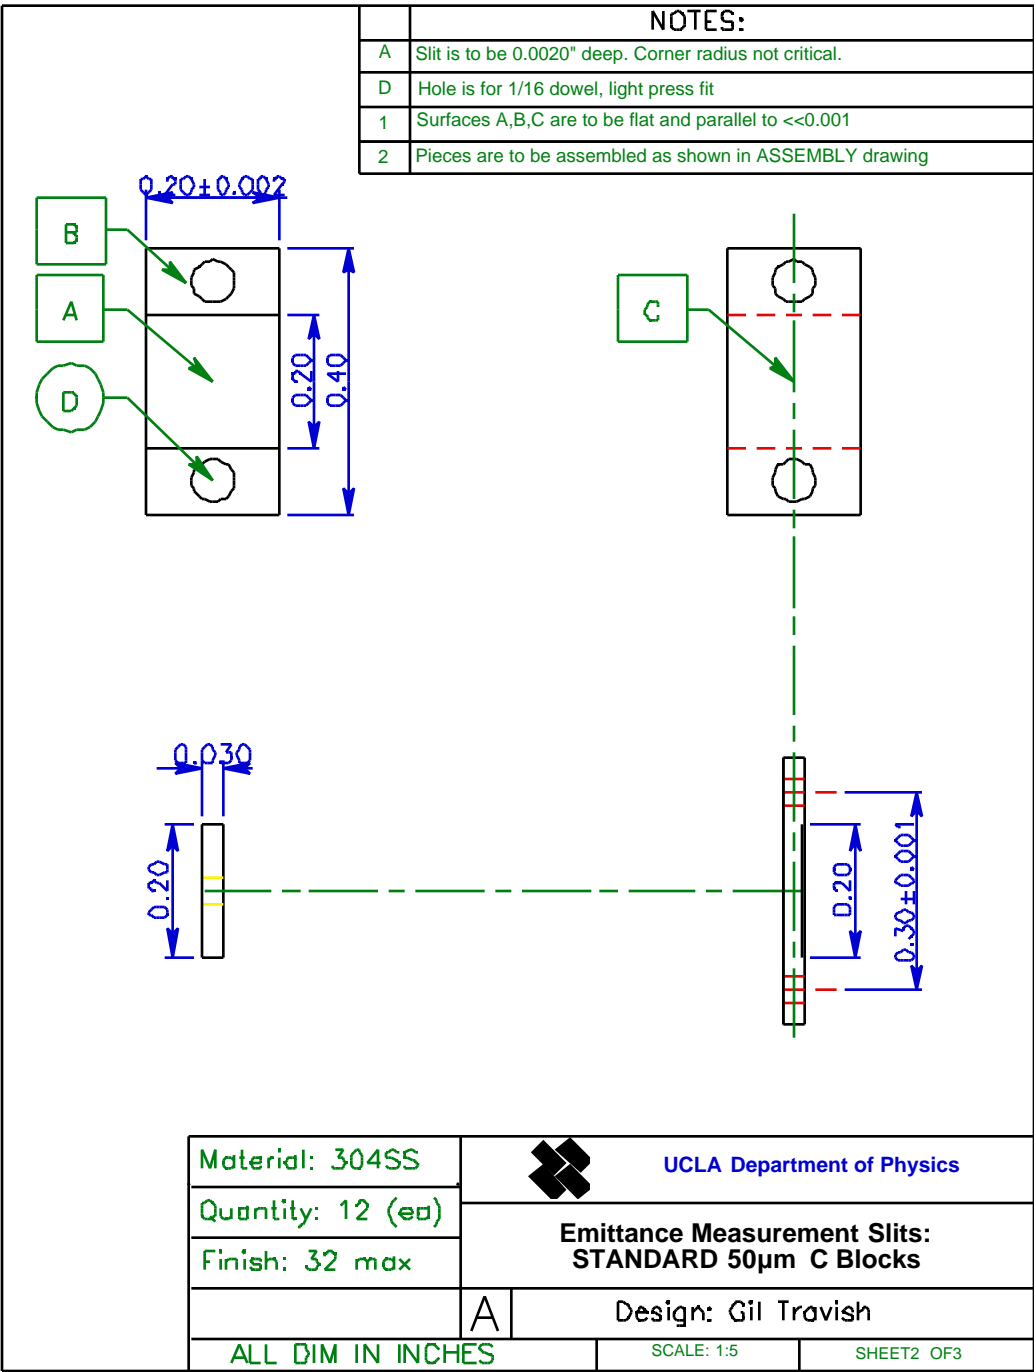 NOTES:
A Slit is to be 0.0020" deep. Corner radius not critical.
D Hole is for 1/16 dowel, light press fit
1 Surfaces A,B,C are to be flat and parallel to <<0.001
2 Pieces are to be assembled as shown in ASSEMBLY drawing
0.20±0.002
B
A
D
0.20
0.40
C
0.030
0.20
0.20
0.30±0.001
Material: 304SS
Quantity: 12 (ea)
Finish: 32 max
UCLA Department of Physics
Emittance Measurement Slits:
STANDARD 50µm C Blocks
A
Design: Gil Travish
ALL DIM IN INCHES
SCALE: 1:5
SHEET2 OF3